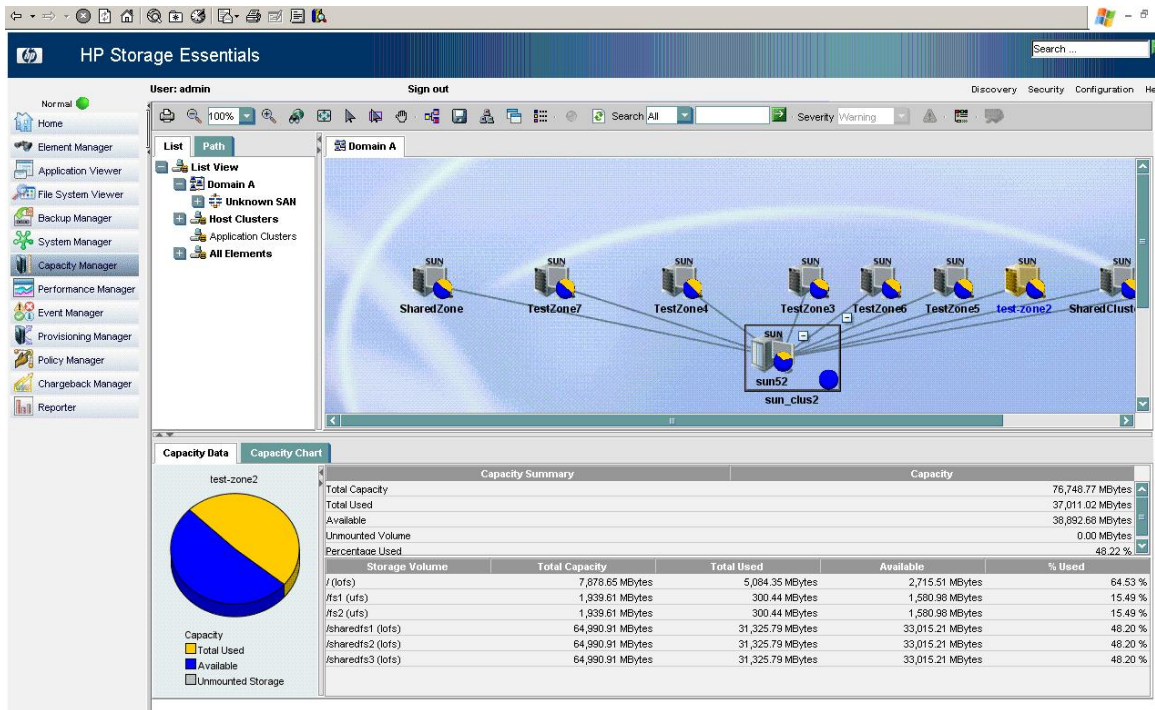 hp HP Storage Essentials
Search ...
User: admin Sign out Discovery Security Configuration He
Normal
Home
Element Manager
Application Viewer
File System Viewer
Backup Manager
System Manager
Capacity Manager
Performance Manager
Event Manager
Provisioning Manager
Policy Manager
Chargeback Manager
Reporter
100% Search All Severity Warning
List Path
List View
Domain A
Unknown SAN
Host Clusters
Application Clusters
All Elements
Domain A
SUN SUN SUN SUN SUN SUN SUN SUN
SharedZone TestZone7 TestZone4 TestZone3 TestZone6 TestZone5 test-zone2 SharedClust
SUN
sun52
sun_clus2
Capacity Data Capacity Chart
test-zone2
Capacity
Total Used
Available
Unmounted Storage
Capacity Summary Capacity
Total Capacity 76,748.77 MBytes
Total Used 37,011.02 MBytes
Available 38,892.68 MBytes
Unmounted Volume 0.00 MBytes
Percentage Used 48.22 %
Storage Volume Total Capacity Total Used Available % Used
/ (lofs) 7,878.65 MBytes 5,084.35 MBytes 2,715.51 MBytes 64.53 %
/fs1 (ufs) 1,939.61 MBytes 300.44 MBytes 1,580.98 MBytes 15.49 %
/fs2 (ufs) 1,939.61 MBytes 300.44 MBytes 1,580.98 MBytes 15.49 %
/sharedfs1 (lofs) 64,990.91 MBytes 31,325.79 MBytes 33,015.21 MBytes 48.20 %
/sharedfs2 (lofs) 64,990.91 MBytes 31,325.79 MBytes 33,015.21 MBytes 48.20 %
/sharedfs3 (lofs) 64,990.91 MBytes 31,325.79 MBytes 33,015.21 MBytes 48.20 %